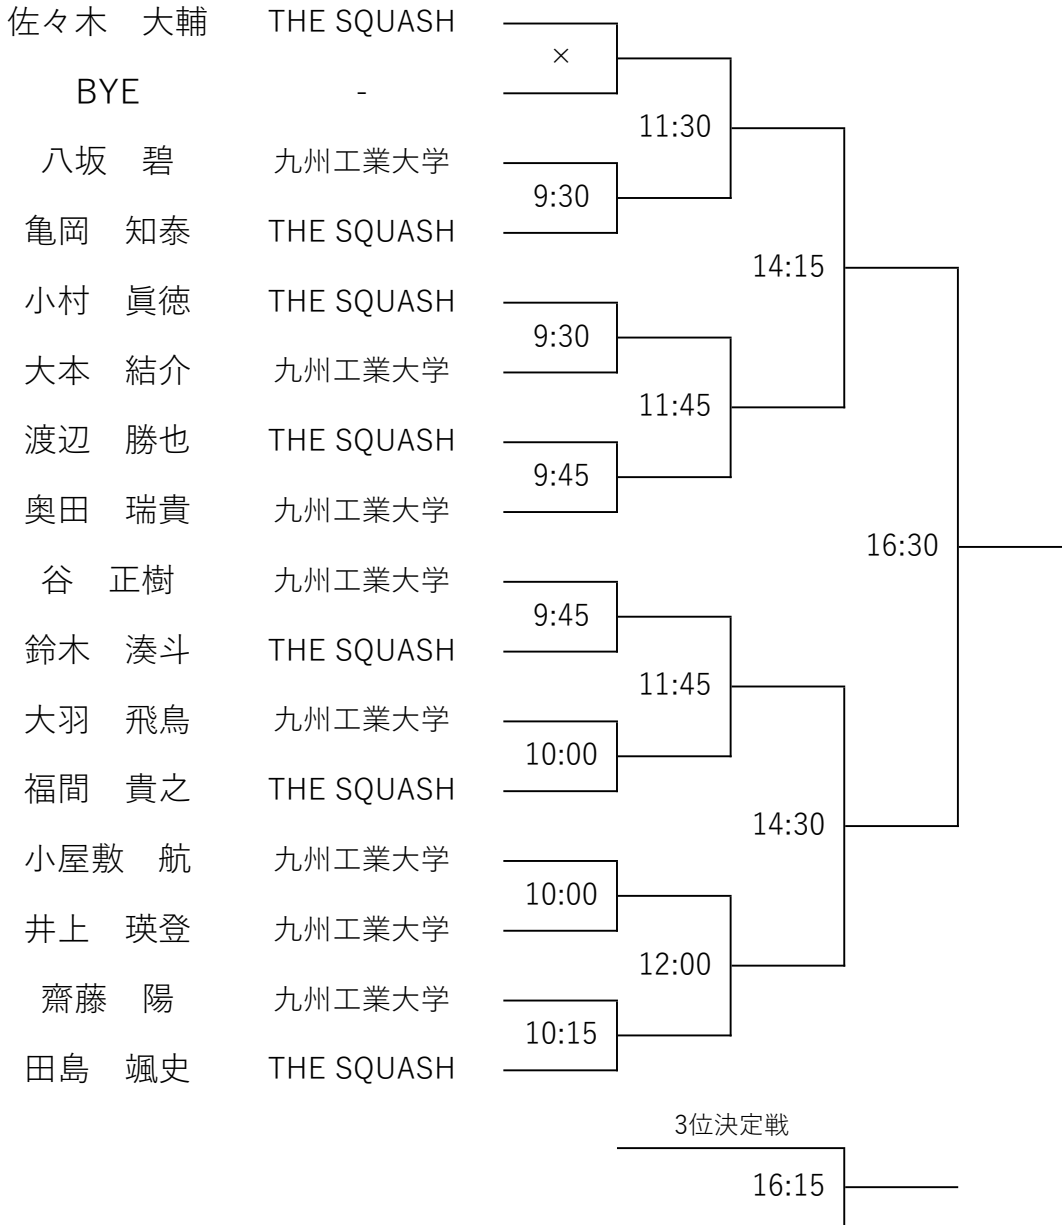 佐々木　大輔 THE SQUASH
×
BYE -
11:30
八坂　碧 九州工業大学
9:30
亀岡　知泰 THE SQUASH
14:15
小村　眞徳 THE SQUASH
9:30
大本　結介 九州工業大学
11:45
渡辺　勝也 THE SQUASH
9:45
奥田　瑞貴 九州工業大学
16:30
谷　正樹 九州工業大学
9:45
鈴木　湊斗 THE SQUASH
11:45
大羽　飛鳥 九州工業大学
10:00
福間　貴之 THE SQUASH
14:30
小屋敷　航 九州工業大学
10:00
井上　瑛登 九州工業大学
12:00
齋藤　陽 九州工業大学
10:15
田島　颯史 THE SQUASH
3位決定戦
16:15